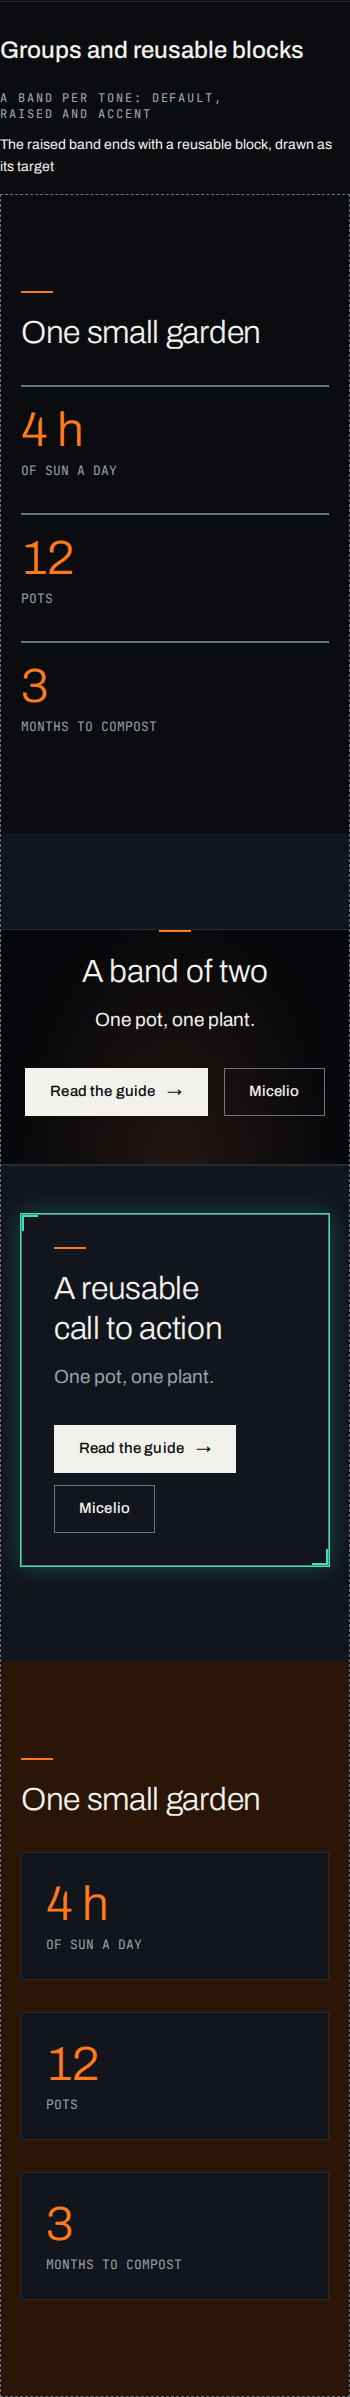 Groups and reusable blocks
A BAND PER TONE: DEFAULT,
RAISED AND ACCENT
The raised band ends with a reusable block, drawn as
its target
One small garden
4 h
OF SUN A DAY
12
POTS
3
MONTHS TO COMPOST
A band of two
One pot, one plant.
Read the guide →
Micelio
A reusable
call to action
One pot, one plant.
Read the guide →
Micelio
One small garden
4 h
OF SUN A DAY
12
POTS
3
MONTHS TO COMPOST